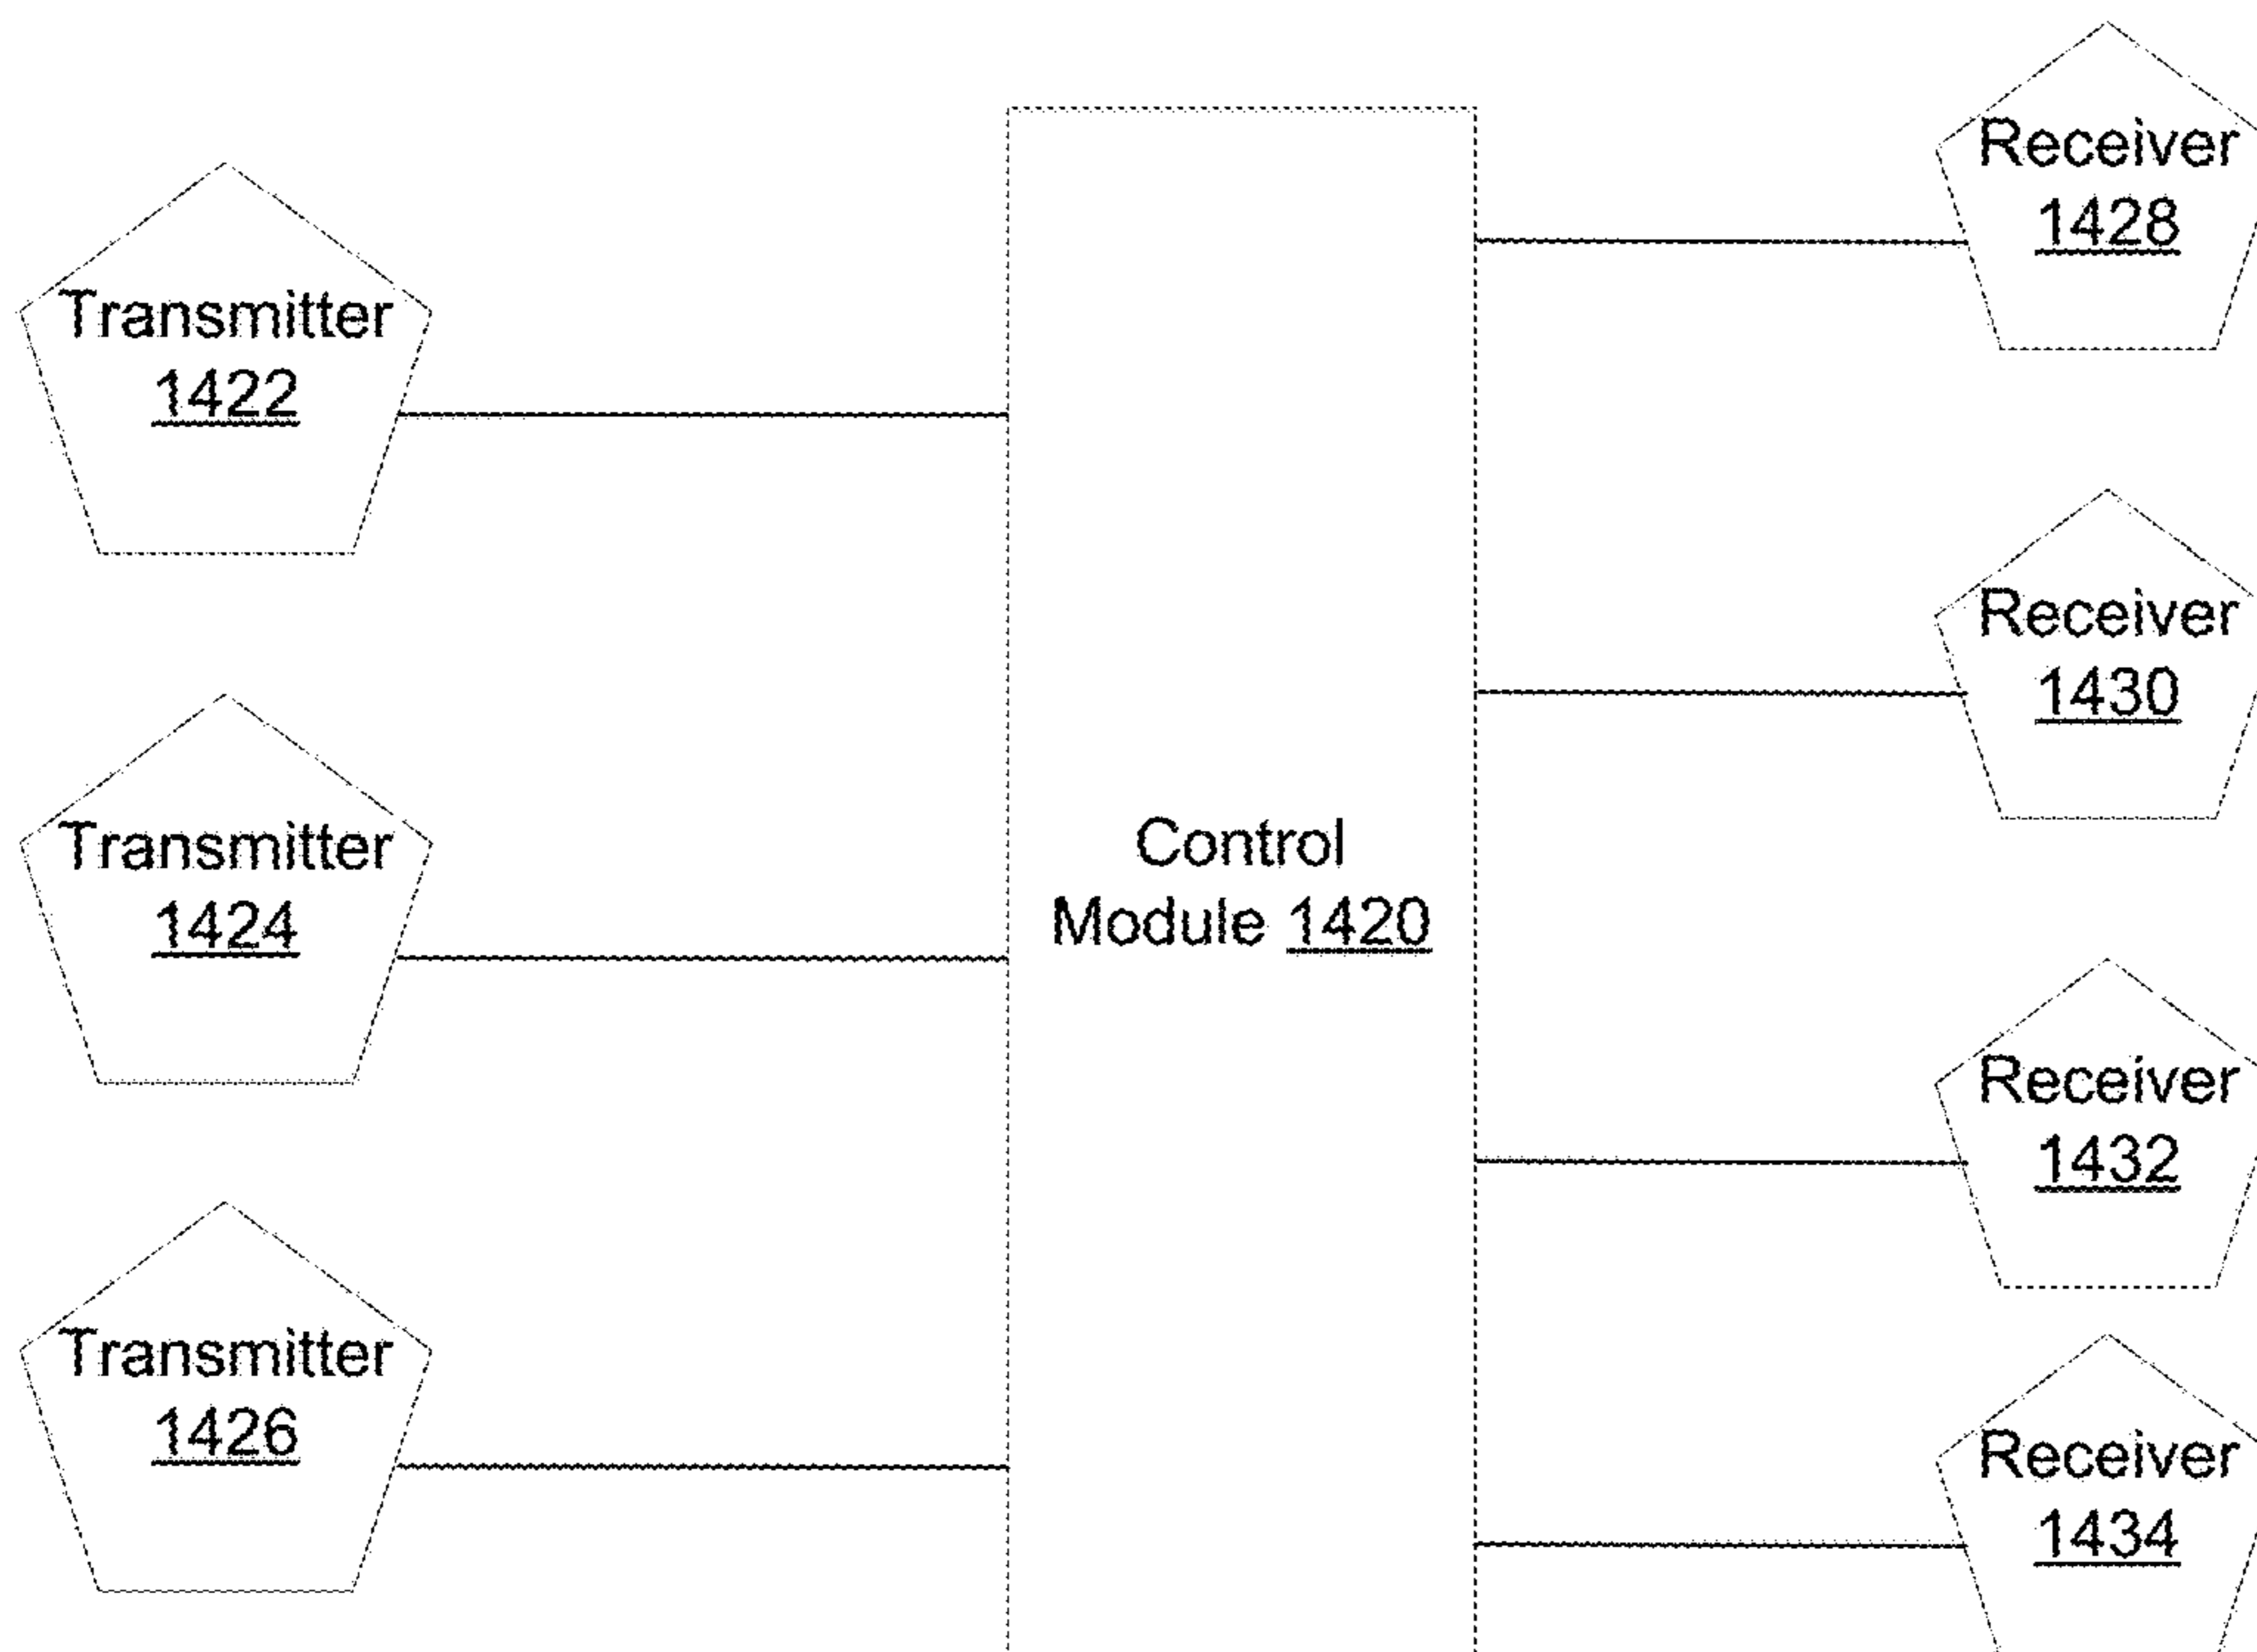 Transmitter
1422
Transmitter
1424
Transmitter
1426
Control
Module 1420
Receiver
1428
Receiver
1430
Receiver
1432
Receiver
1434